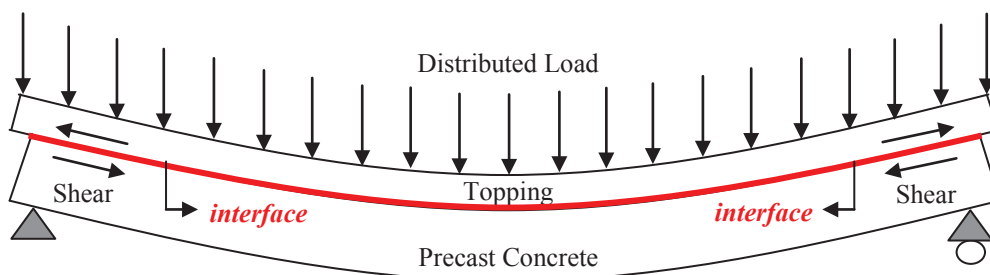 Distributed Load
Topping
Shear
Shear
interface
interface
Precast Concrete